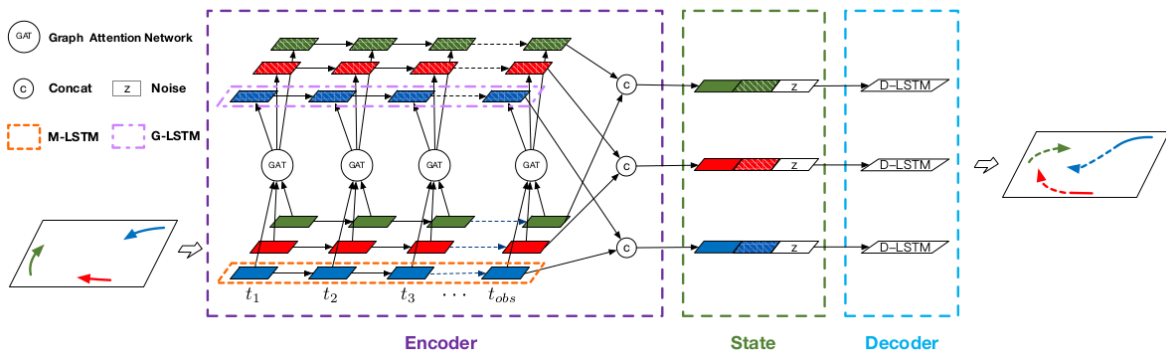 GAT Graph Attention Network
C Concat z Noise
M-LSTM G-LSTM
GAT GAT GAT GAT
C
C
C
z
z
z
D-LSTM
D-LSTM
D-LSTM
t1 t2 t3 ··· tobs
Encoder State Decoder